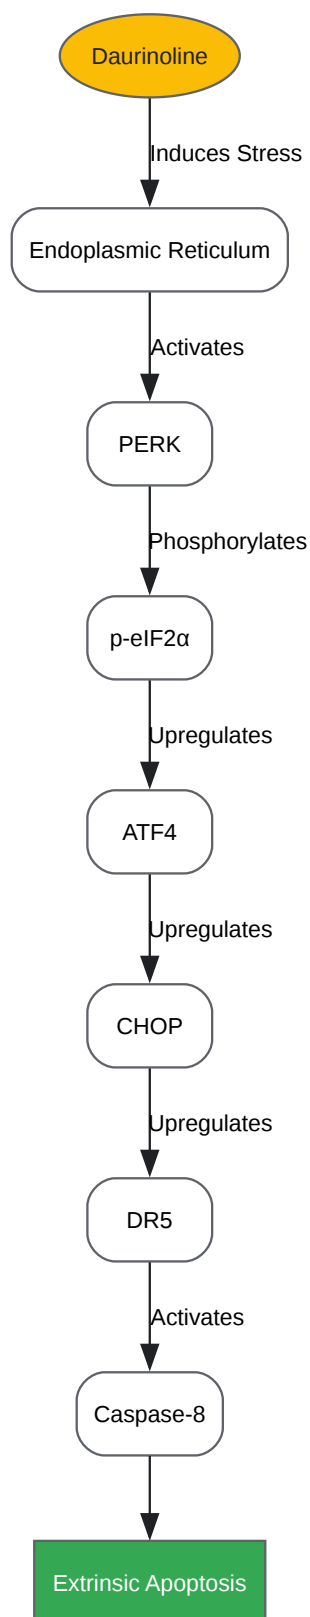 Daurinoline
Induces Stress
Endoplasmic Reticulum
Activates
PERK
Phosphorylates
p-eIF2α
Upregulates
ATF4
Upregulates
CHOP
Upregulates
DR5
Activates
Caspase-8
Extrinsic Apoptosis